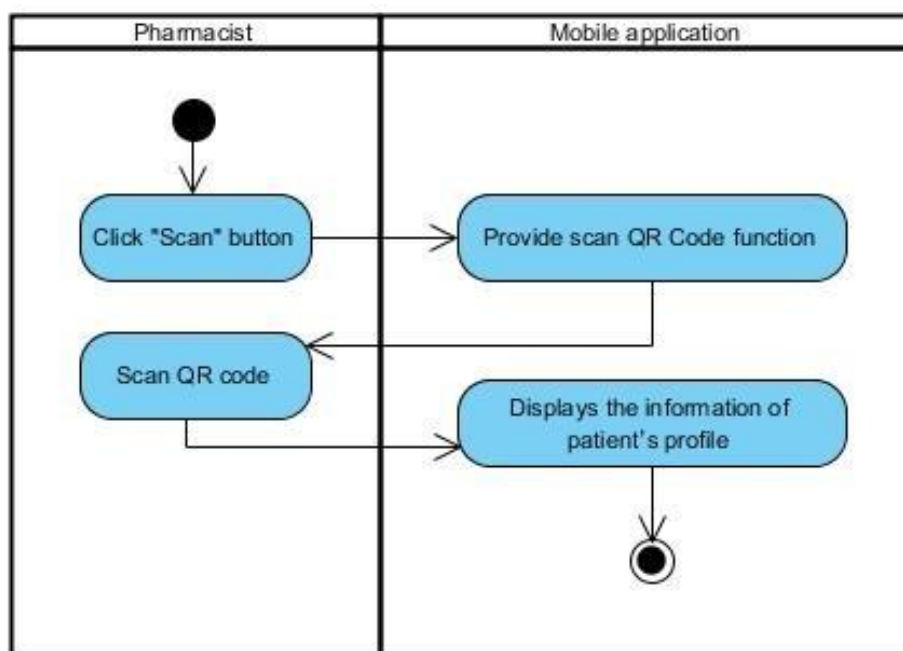 Pharmacist
Mobile application
Click "Scan" button
Provide scan QR Code function
Scan QR code
Displays the information of
patient's profile